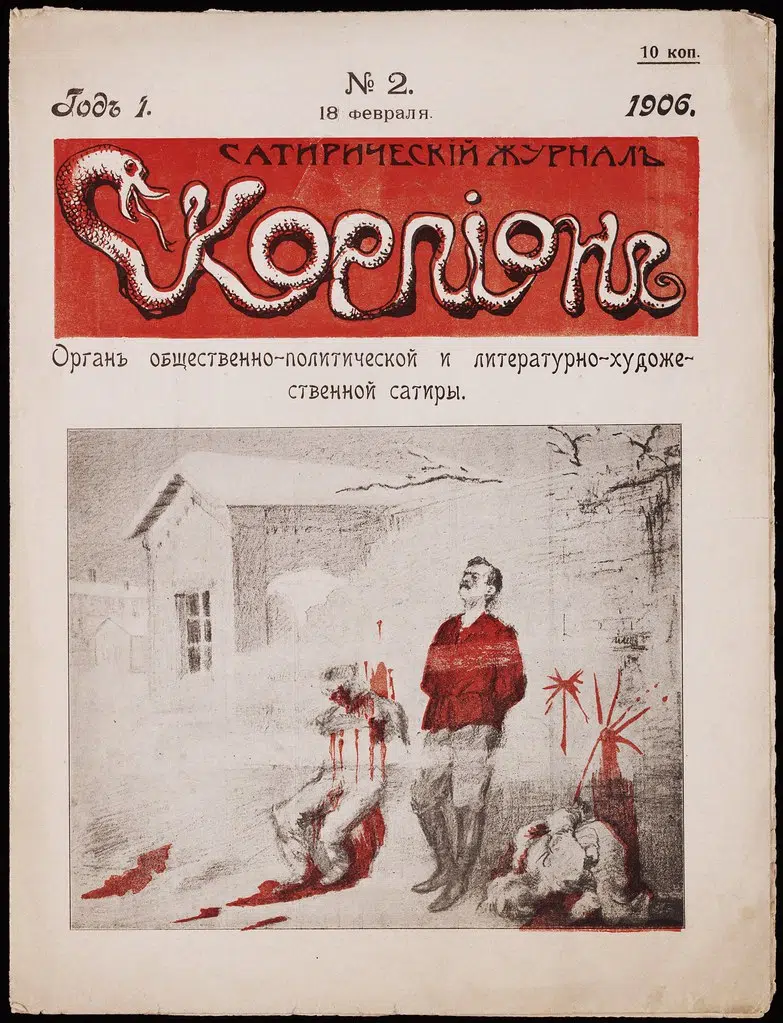 10 коп.
№ 2.
Годъ 1.
18 февраля.
1906.
САТИРИЧЕСКІЙ ЖУРНАЛЪ
Скорпіонъ
Органъ общественно-политической и литературно-художе-
ственной сатиры.